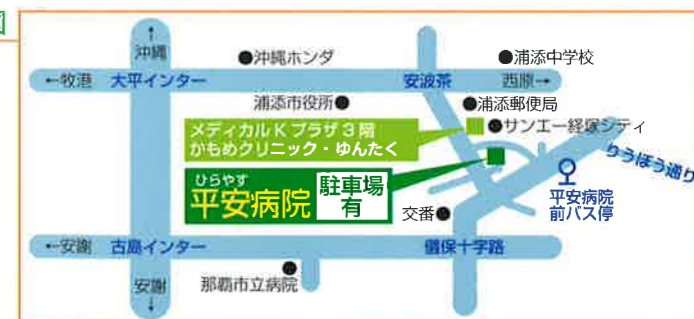 図
↑
沖縄
●沖縄ホンダ
●浦添中学校
←牧港
大平インター
安波茶
西原→
浦添市役所●
●浦添郵便局
メディカルKプラザ3階
かもめクリニック・ゆんたく
●サンエー経塚シティ
りうぼう通り
ひらやす
平安病院
駐車場
有
平安病院
前バス停
交番●
←安謝
古島インター
儀保十字路
安謝
↓
那覇市立病院